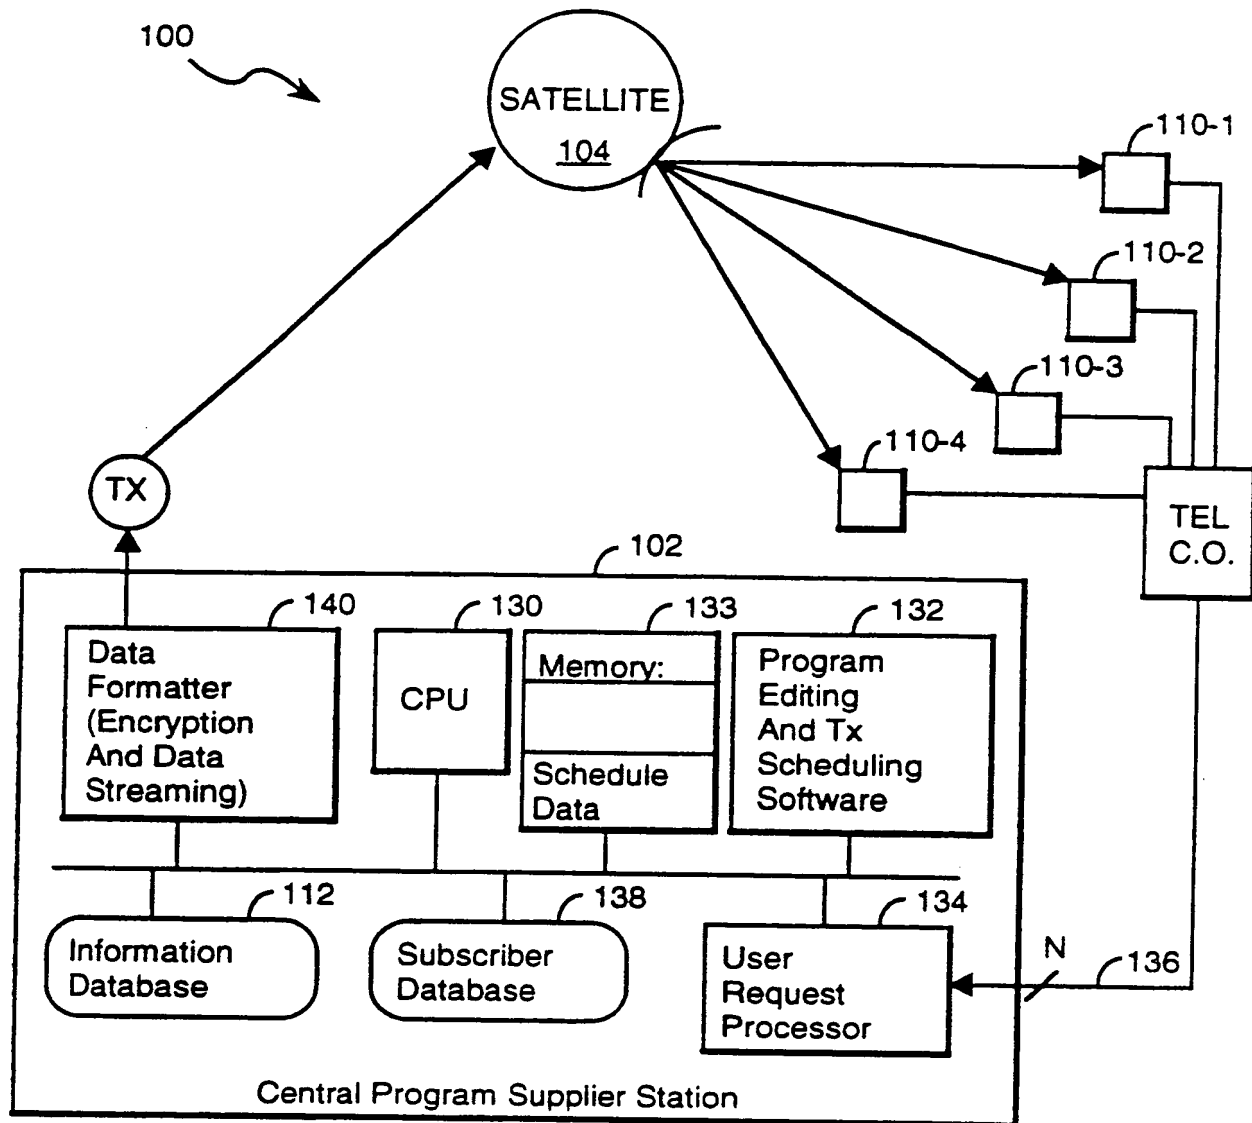 100
SATELLITE
104
110-1
110-2
110-3
110-4
TX
TEL
C.O.
102
140
130
133
132
Data
Formatter
(Encryption
And Data
Streaming)
CPU
Memory:
Schedule
Data
Program
Editing
And Tx
Scheduling
Software
112
138
134
Information
Database
Subscriber
Database
User
Request
Processor
N
136
Central Program Supplier Station